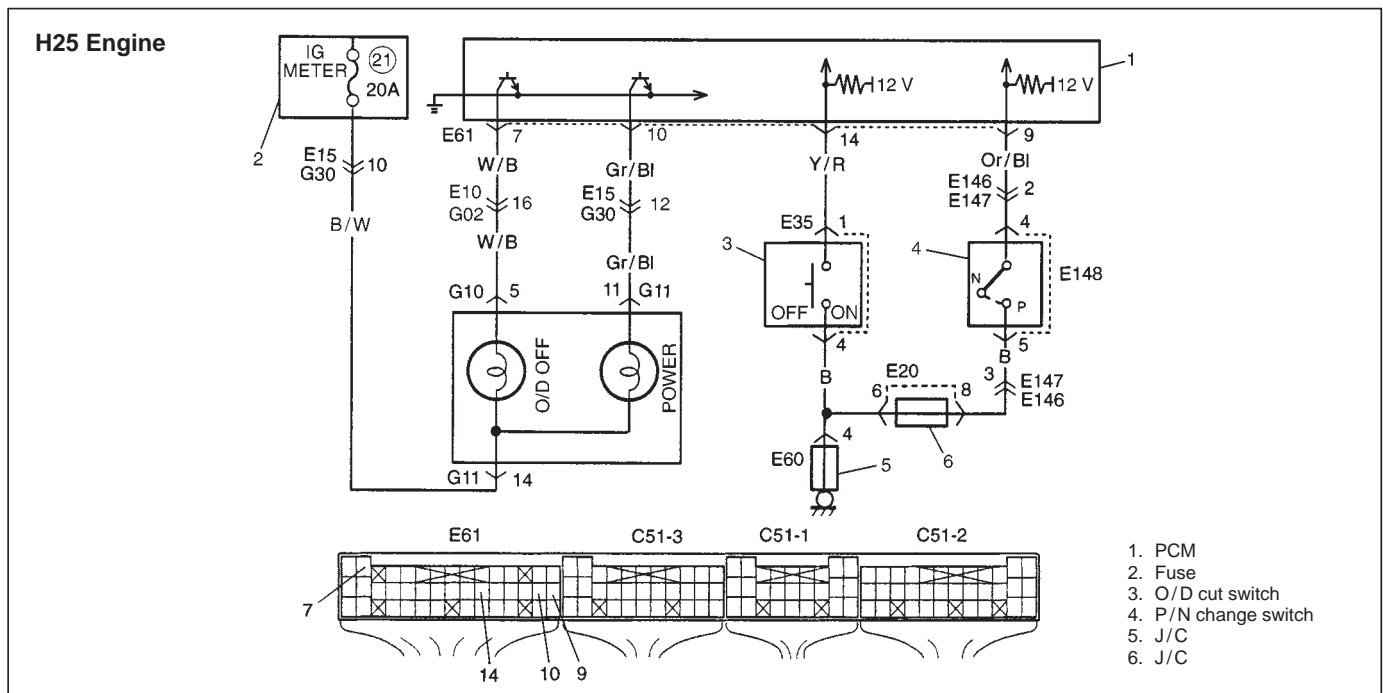 H25 Engine
IG METER
21
20A
2
E15
G30
10
B/W
1
12 V
12 V
E61
7
10
14
9
W/B
Gr/Bl
Y/R
Or/Bl
E10
G02
16
E15
G30
12
E146
E147
2
W/B
Gr/Bl
E35
1
4
3
4
E148
G10
5
11
G11
OFF
ON
N
P
O/D OFF
POWER
4
5
B
B
E20
3
E147
E146
6
8
4
E60
5
6
G11
14
E61
C51-3
C51-1
C51-2
7
14
10
9
1. PCM
2. Fuse
3. O/D cut switch
4. P/N change switch
5. J/C
6. J/C